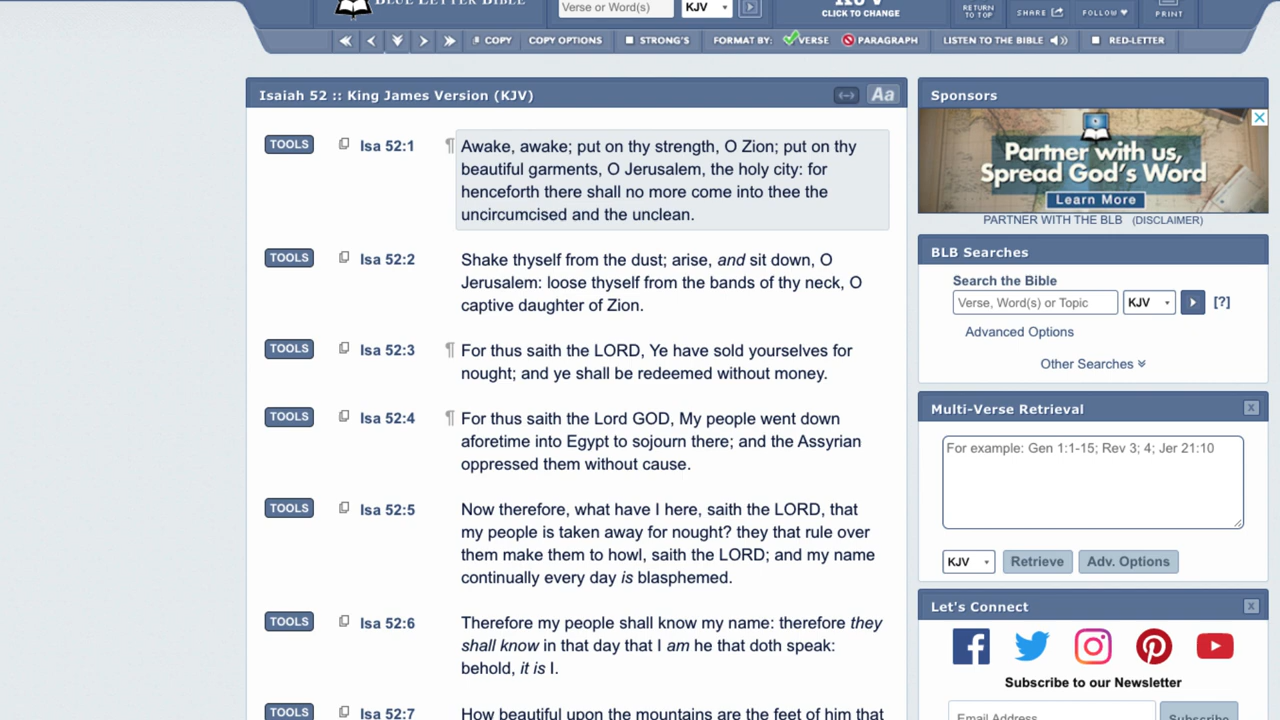 BLUE LETTER BIBLE
Verse or Word(s)
KJV
KJV
CLICK TO CHANGE
RETURN
TO TOP
SHARE
FOLLOW
PRINT
COPY
COPY OPTIONS
STRONG'S
FORMAT BY:
VERSE
PARAGRAPH
LISTEN TO THE BIBLE
RED-LETTER
Isaiah 52 :: King James Version (KJV)
Aa
TOOLS Isa 52:1 ¶ Awake, awake; put on thy strength, O Zion; put on thy
beautiful garments, O Jerusalem, the holy city: for
henceforth there shall no more come into thee the
uncircumcised and the unclean.
TOOLS Isa 52:2 Shake thyself from the dust; arise, and sit down, O
Jerusalem: loose thyself from the bands of thy neck, O
captive daughter of Zion.
TOOLS Isa 52:3 ¶ For thus saith the LORD, Ye have sold yourselves for
nought; and ye shall be redeemed without money.
TOOLS Isa 52:4 ¶ For thus saith the Lord GOD, My people went down
aforetime into Egypt to sojourn there; and the Assyrian
oppressed them without cause.
TOOLS Isa 52:5 Now therefore, what have I here, saith the LORD, that
my people is taken away for nought? they that rule over
them make them to howl, saith the LORD; and my name
continually every day is blasphemed.
TOOLS Isa 52:6 Therefore my people shall know my name: therefore they
shall know in that day that I am he that doth speak:
behold, it is I.
TOOLS Isa 52:7 How beautiful upon the mountains are the feet of him that
Sponsors
Partner with us,
Spread God's Word
Learn More
PARTNER WITH THE BLB (DISCLAIMER)
BLB Searches
Search the Bible
Verse, Word(s) or Topic
KJV
[?]
Advanced Options
Other Searches
Multi-Verse Retrieval
For example: Gen 1:1-15; Rev 3; 4; Jer 21:10
KJV
Retrieve
Adv. Options
Let's Connect
Subscribe to our Newsletter
Email Address
Subscribe